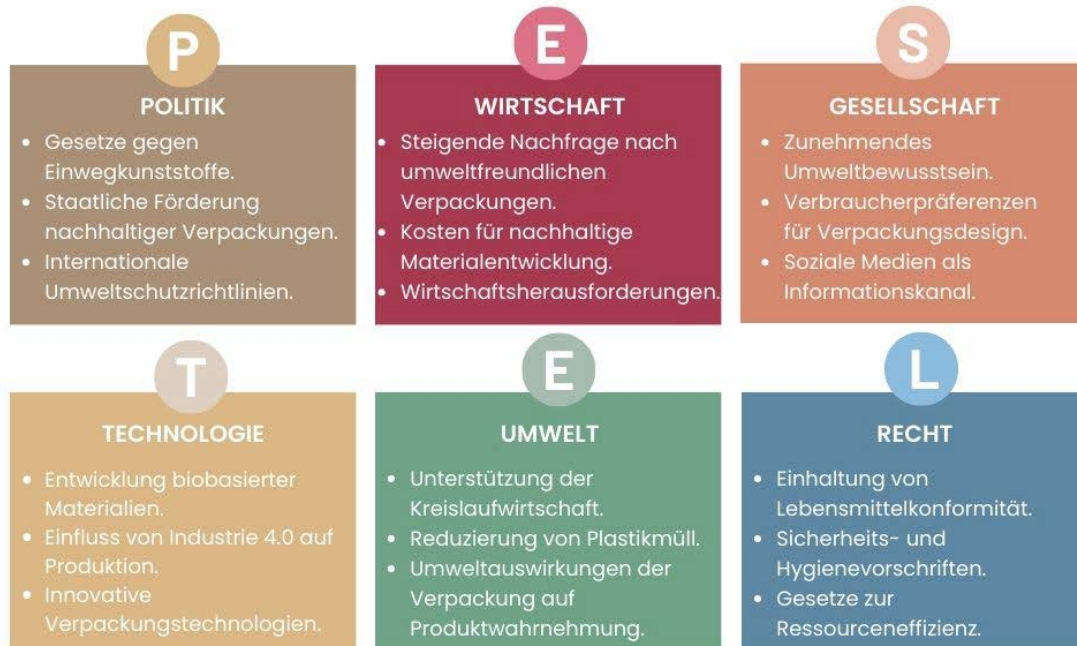 P
POLITIK
• Gesetze gegen
Einwegkunststoffe.
• Staatliche Förderung
nachhaltiger Verpackungen.
• Internationale
Umweltschutzrichtlinien.
E
WIRTSCHAFT
• Steigende Nachfrage nach
umweltfreundlichen
Verpackungen.
• Kosten für nachhaltige
Materialentwicklung.
• Wirtschaftsherausforderungen.
S
GESELLSCHAFT
• Zunehmendes
Umweltbewusstsein.
• Verbraucherpräferenzen
für Verpackungsdesign.
• Soziale Medien als
Informationskanal.
T
TECHNOLOGIE
• Entwicklung biobasierter
Materialien.
• Einfluss von Industrie 4.0 auf
Produktion.
• Innovative
Verpackungstechnologien.
E
UMWELT
• Unterstützung der
Kreislaufwirtschaft.
• Reduzierung von Plastikmüll.
• Umweltauswirkungen der
Verpackung auf
Produktwahrnehmung.
L
RECHT
• Einhaltung von
Lebensmittelkonformität.
• Sicherheits- und
Hygienevorschriften.
• Gesetze zur
Ressourceneffizienz.